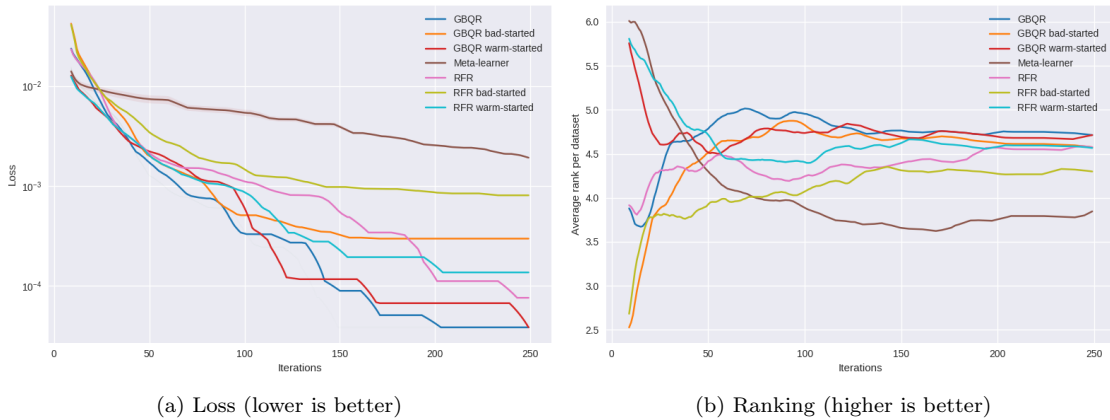 GBQR
GBQR bad-started
GBQR warm-started
Meta-learner
RFR
RFR bad-started
RFR warm-started
10⁻²
10⁻³
10⁻⁴
Loss
0 50 100 150 200 250
Iterations
(a) Loss (lower is better)
GBQR
GBQR bad-started
GBQR warm-started
Meta-learner
RFR
RFR bad-started
RFR warm-started
6.0
5.5
5.0
4.5
4.0
3.5
3.0
2.5
Average rank per dataset
0 50 100 150 200 250
Iterations
(b) Ranking (higher is better)